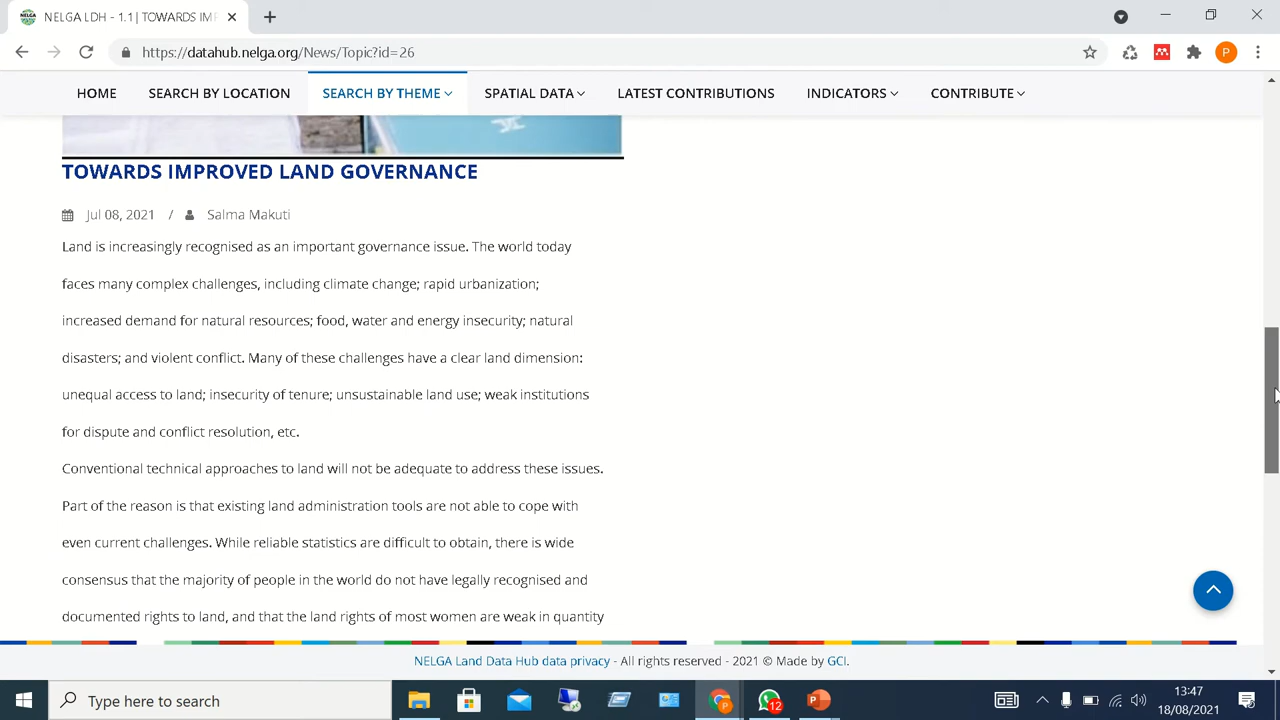 NELGA LDH - 1.1 | TOWARDS IMP
https://datahub.nelga.org/News/Topic?id=26
P
HOME SEARCH BY LOCATION SEARCH BY THEME SPATIAL DATA LATEST CONTRIBUTIONS INDICATORS CONTRIBUTE
TOWARDS IMPROVED LAND GOVERNANCE
Jul 08, 2021 / Salma Makuti
Land is increasingly recognised as an important governance issue. The world today
faces many complex challenges, including climate change; rapid urbanization;
increased demand for natural resources; food, water and energy insecurity; natural
disasters; and violent conflict. Many of these challenges have a clear land dimension:
unequal access to land; insecurity of tenure; unsustainable land use; weak institutions
for dispute and conflict resolution, etc.
Conventional technical approaches to land will not be adequate to address these issues.
Part of the reason is that existing land administration tools are not able to cope with
even current challenges. While reliable statistics are difficult to obtain, there is wide
consensus that the majority of people in the world do not have legally recognised and
documented rights to land, and that the land rights of most women are weak in quantity
NELGA Land Data Hub data privacy - All rights reserved - 2021 © Made by GCI.
Type here to search
12
13:47
18/08/2021